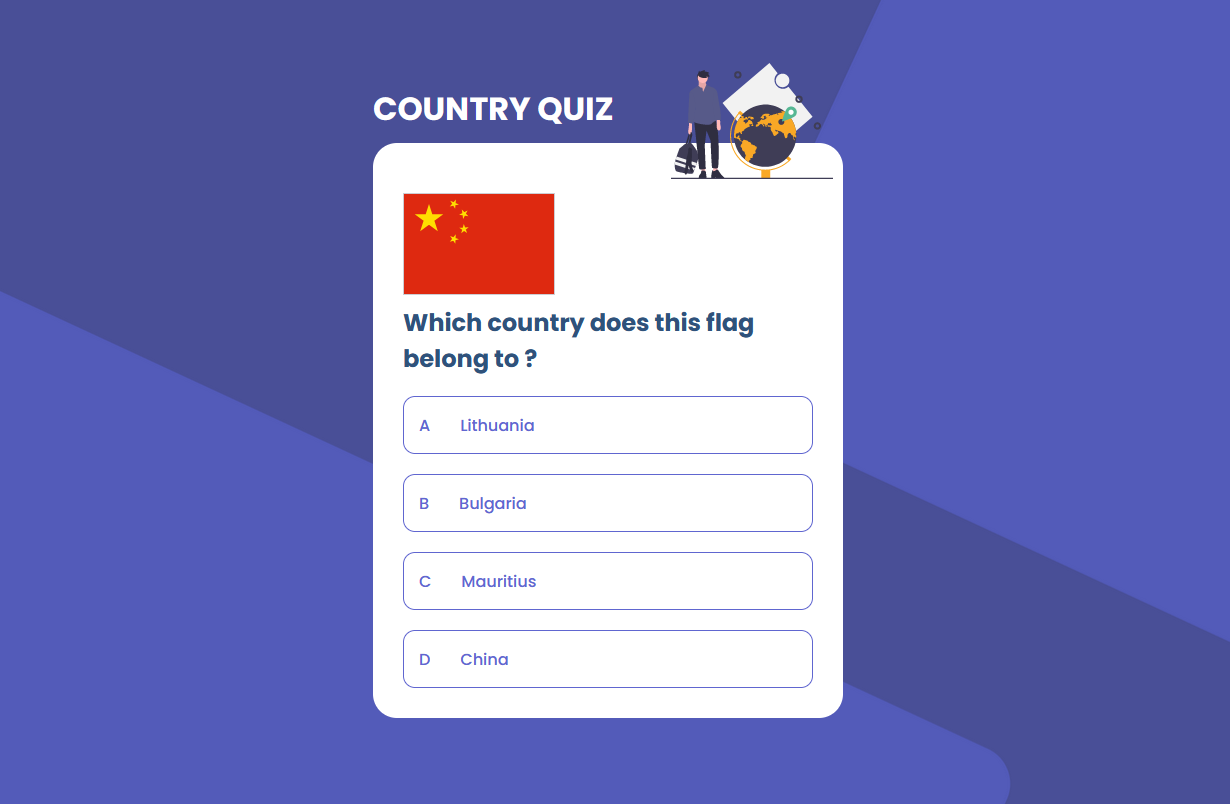 COUNTRY QUIZ
Which country does this flag
belong to ?
A Lithuania
B Bulgaria
C Mauritius
D China